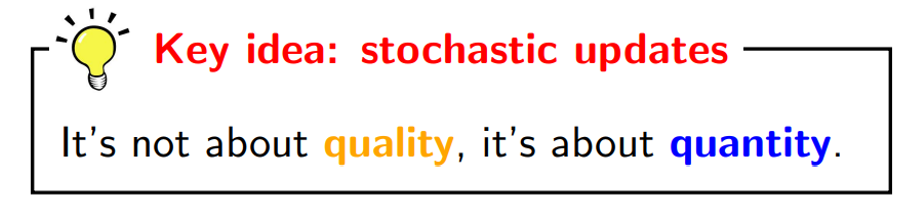 Key idea: stochastic updates
It's not about quality, it's about quantity.